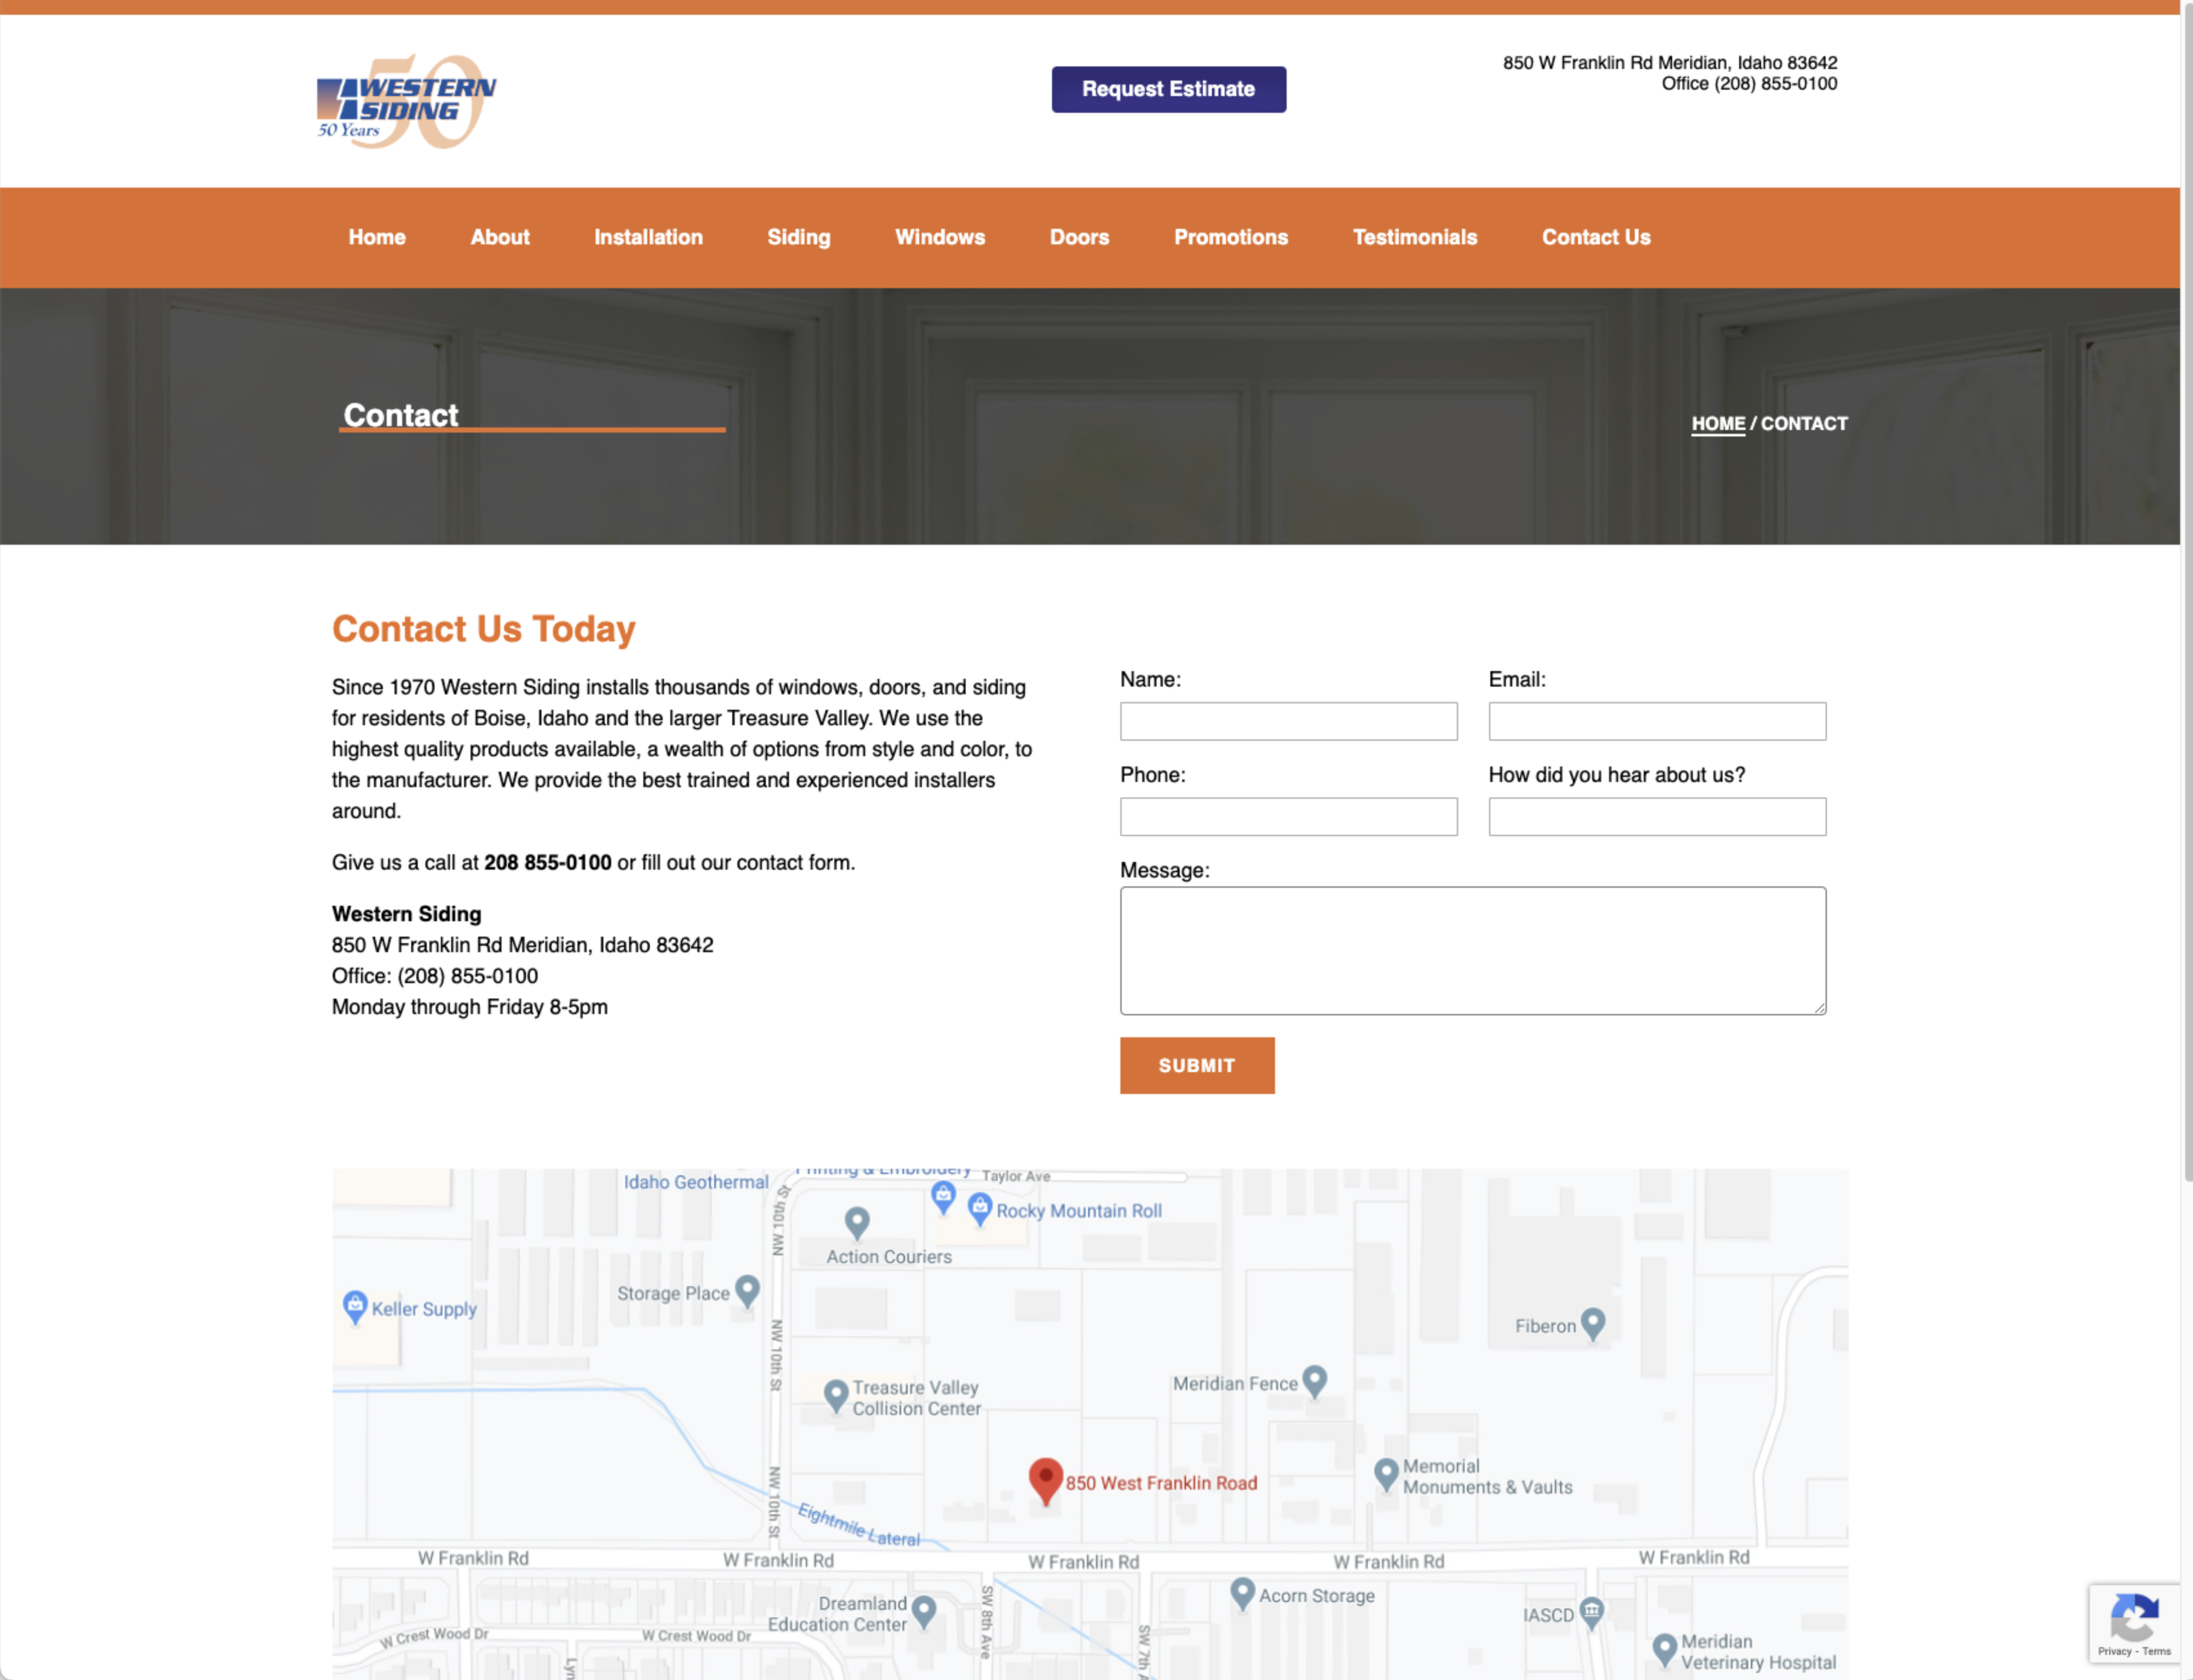 50
WESTERN
SIDING
50 Years
Request Estimate
850 W Franklin Rd Meridian, Idaho 83642
Office (208) 855-0100
Home About Installation Siding Windows Doors Promotions Testimonials Contact Us
Contact
HOME / CONTACT
Contact Us Today
Since 1970 Western Siding installs thousands of windows, doors, and siding
for residents of Boise, Idaho and the larger Treasure Valley. We use the
highest quality products available, a wealth of options from style and color, to
the manufacturer. We provide the best trained and experienced installers
around.
Give us a call at 208 855-0100 or fill out our contact form.
Western Siding
850 W Franklin Rd Meridian, Idaho 83642
Office: (208) 855-0100
Monday through Friday 8-5pm
Name:
Email:
Phone:
How did you hear about us?
Message:
SUBMIT
Printing & Embroidery
Taylor Ave
Idaho Geothermal
NW 10th St
Rocky Mountain Roll
Action Couriers
Storage Place
Keller Supply
Fiberon
NW 10th St
Treasure Valley
Collision Center
Meridian Fence
850 West Franklin Road
Memorial
Monuments & Vaults
NW 10th St
Eightmile Lateral
W Franklin Rd
W Franklin Rd
W Franklin Rd
W Franklin Rd
W Franklin Rd
Dreamland
Education Center
SW 8th Ave
Acorn Storage
IASCD
W Crest Wood Dr
W Crest Wood Dr
Lyn
SW 7th A
Meridian
Veterinary Hospital
Privacy - Terms